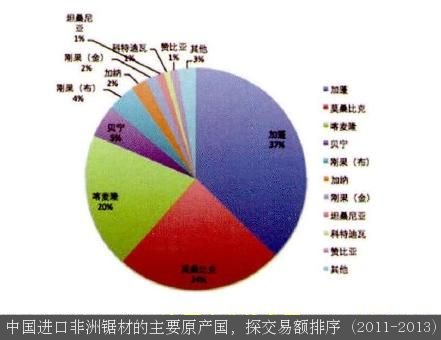 坦桑尼
亚
1%
科特迪瓦
1%
赞比亚
1%
其他
3%
刚果（金）
2%
加纳
2%
刚果（布）
4%
贝宁
5%
喀麦隆
20%
莫桑比克
24%
加蓬
37%
加蓬
莫桑比克
喀麦隆
贝宁
刚果（布）
加纳
刚果（金）
坦桑尼亚
科特迪瓦
赞比亚
其他
中国进口非洲锯材的主要原产国，探交易额排序 (2011-2013)